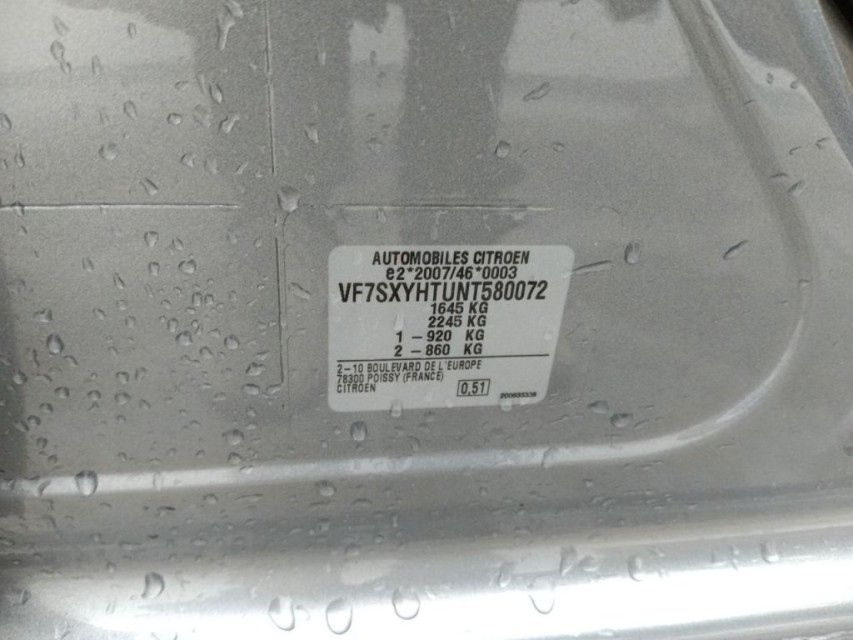 AUTOMOBILES CITROEN
e2*2007/46*0003
VF7SXYHTUNT580072
1645 KG
2245 KG
1 - 920 KG
2 - 860 KG
2-10 BOULEVARD DE L'EUROPE
78300 POISSY (FRANCE)
CITROEN
0,51